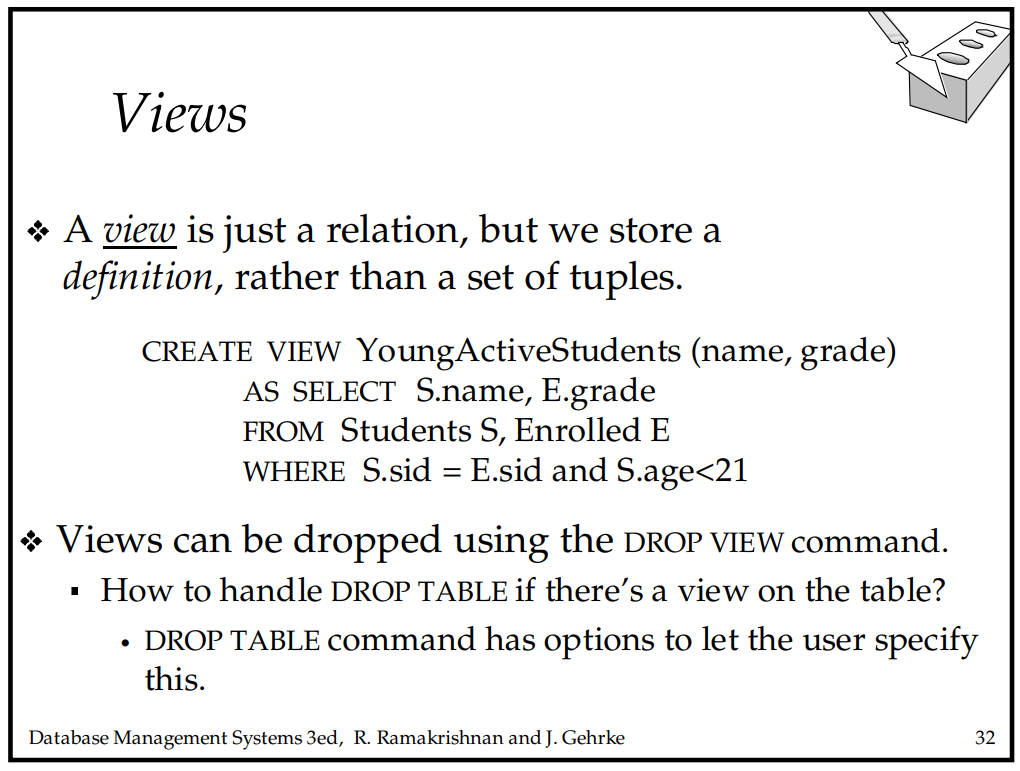 Views
❖ A view is just a relation, but we store a
definition, rather than a set of tuples.
CREATE VIEW YoungActiveStudents (name, grade)
AS SELECT S.name, E.grade
FROM Students S, Enrolled E
WHERE S.sid = E.sid and S.age<21
❖ Views can be dropped using the DROP VIEW command.
▪ How to handle DROP TABLE if there’s a view on the table?
• DROP TABLE command has options to let the user specify
this.
Database Management Systems 3ed, R. Ramakrishnan and J. Gehrke 32